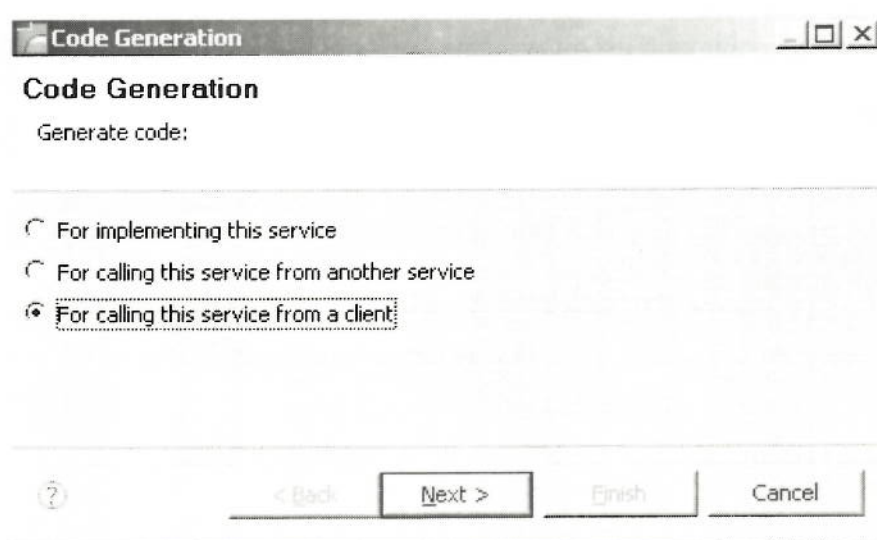 Code Generation
Code Generation
Generate code:
For implementing this service
For calling this service from another service
For calling this service from a client
?
< Back
Next >
Finish
Cancel